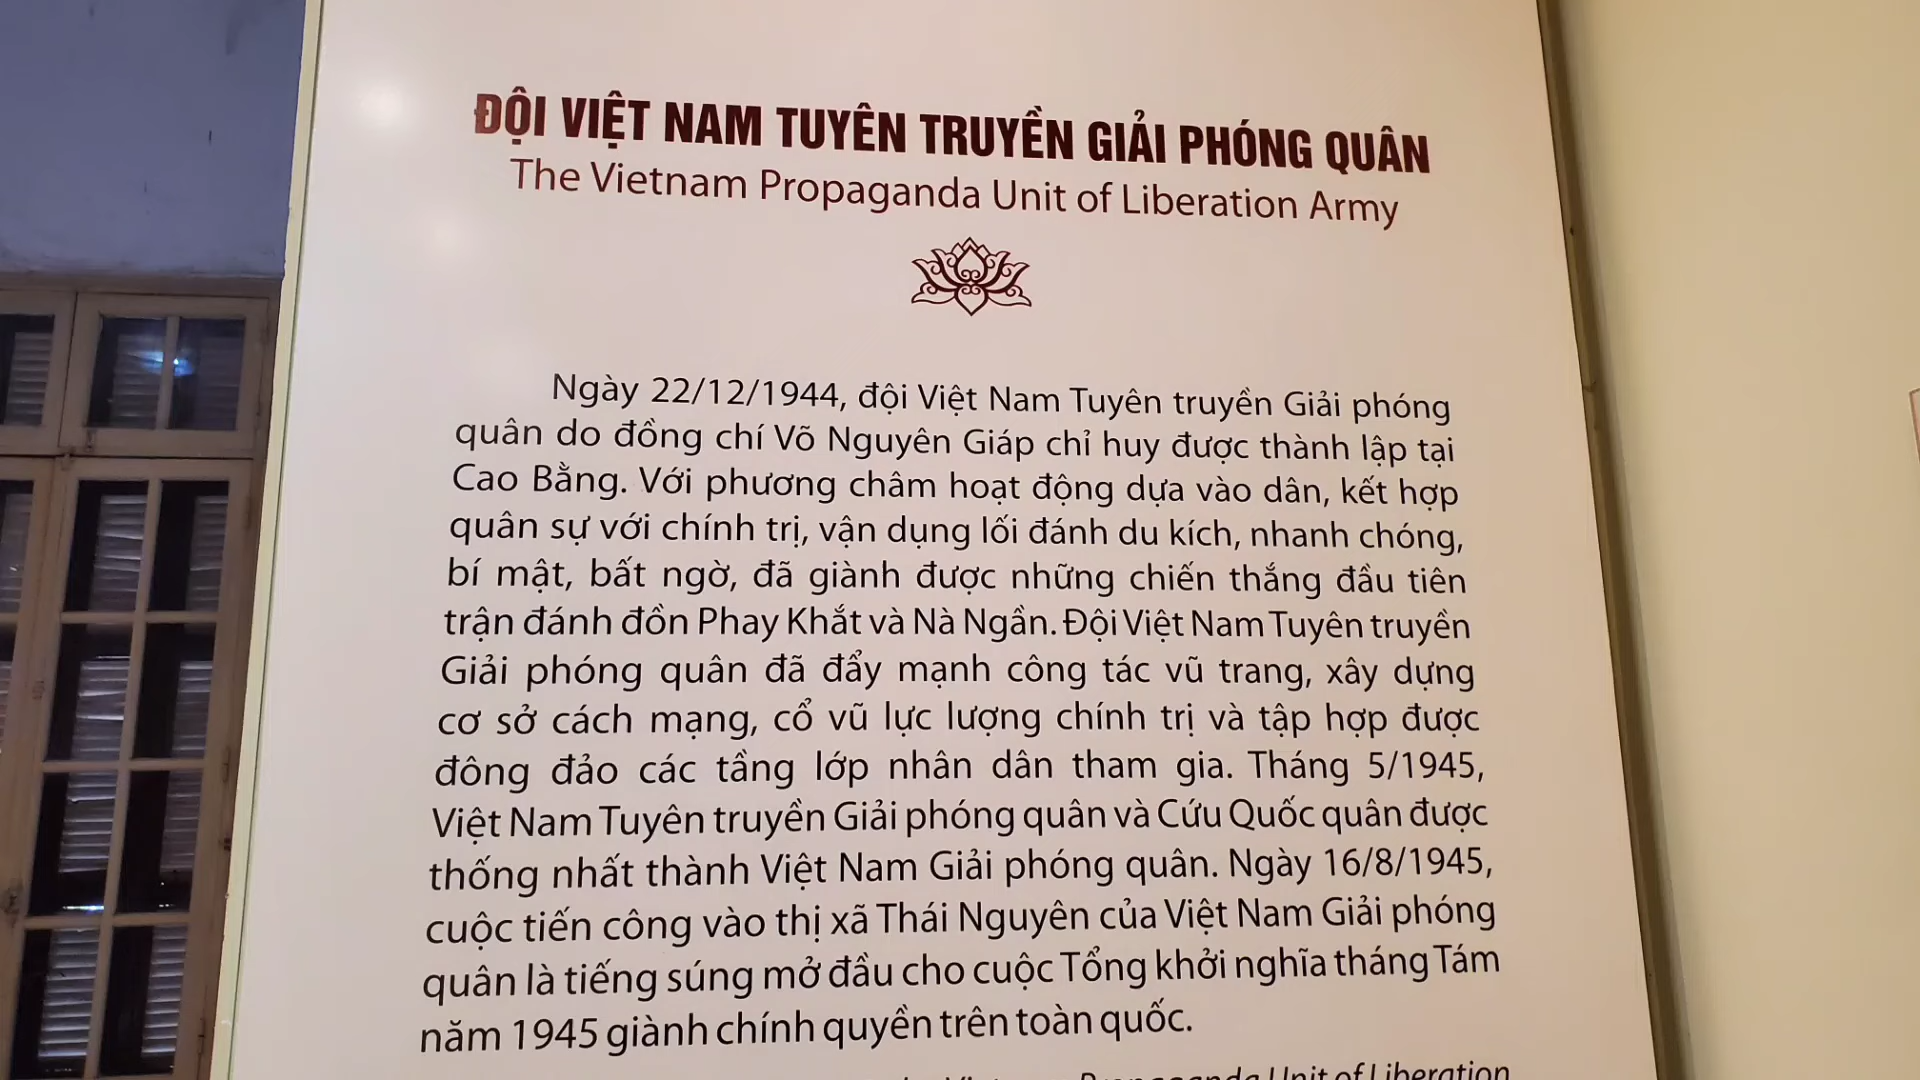 ĐỘI VIỆT NAM TUYÊN TRUYỀN GIẢI PHÓNG QUÂN
The Vietnam Propaganda Unit of Liberation Army
Ngày 22/12/1944, đội Việt Nam Tuyên truyền Giải phóng
quân do đồng chí Võ Nguyên Giáp chỉ huy được thành lập tại
Cao Bằng. Với phương châm hoạt động dựa vào dân, kết hợp
quân sự với chính trị, vận dụng lối đánh du kích, nhanh chóng,
bí mật, bất ngờ, đã giành được những chiến thắng đầu tiên
trận đánh đồn Phay Khắt và Nà Ngần. Đội Việt Nam Tuyên truyền
Giải phóng quân đã đẩy mạnh công tác vũ trang, xây dựng
cơ sở cách mạng, cổ vũ lực lượng chính trị và tập hợp được
đông đảo các tầng lớp nhân dân tham gia. Tháng 5/1945,
Việt Nam Tuyên truyền Giải phóng quân và Cứu Quốc quân được
thống nhất thành Việt Nam Giải phóng quân. Ngày 16/8/1945,
cuộc tiến công vào thị xã Thái Nguyên của Việt Nam Giải phóng
quân là tiếng súng mở đầu cho cuộc Tổng khởi nghĩa tháng Tám
năm 1945 giành chính quyền trên toàn quốc.
Propaganda Unit of Liberation